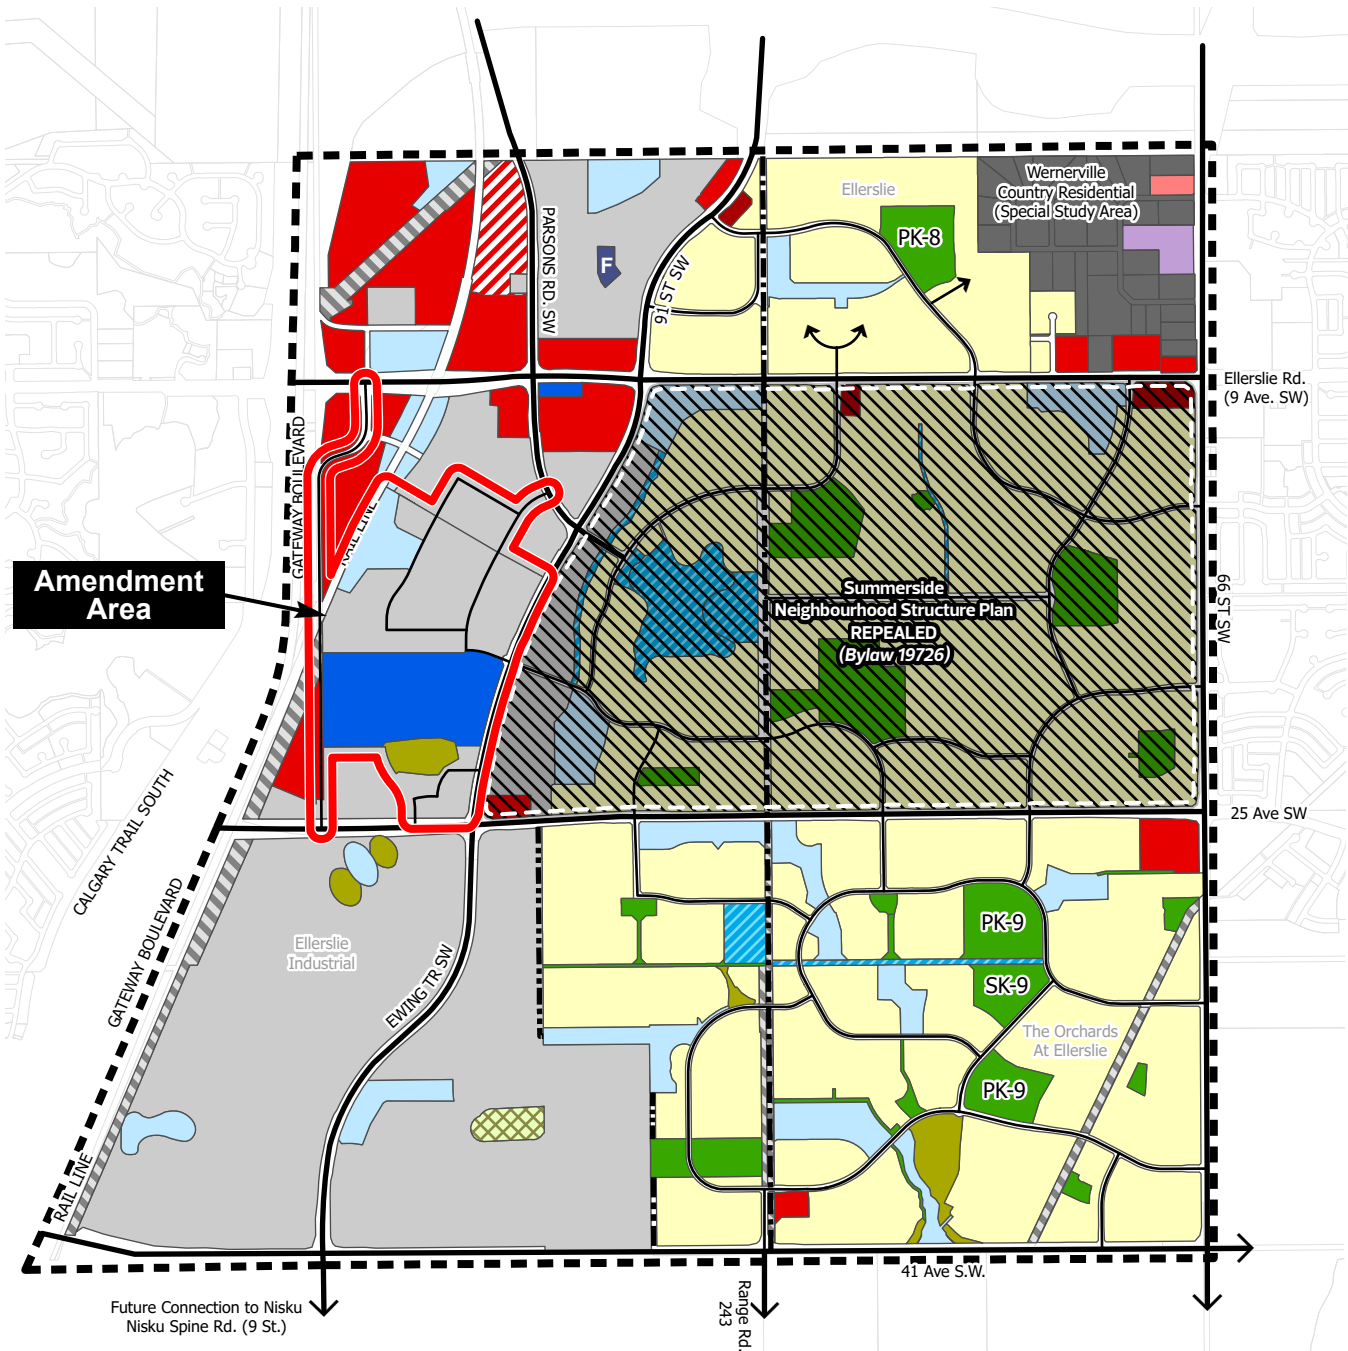 Wernerville
Country Residential
(Special Study Area)
Ellerslie
PK-8
PARSONS RD. SW
F
91 ST SW
Ellerslie Rd.
(9 Ave. SW)
GATEWAY BOULEVARD
RAIL LINE
Amendment
Area
Summerside
Neighbourhood Structure Plan
REPEALED
(Bylaw 19726)
66 ST SW
25 Ave SW
CALGARY TRAIL SOUTH
GATEWAY BOULEVARD
Ellerslie
Industrial
EWING TR SW
PK-9
SK-9
The Orchards
At Ellerslie
PK-9
RAIL LINE
41 Ave S.W.
Future Connection to Nisku
Nisku Spine Rd. (9 St.)
Range Rd.
243